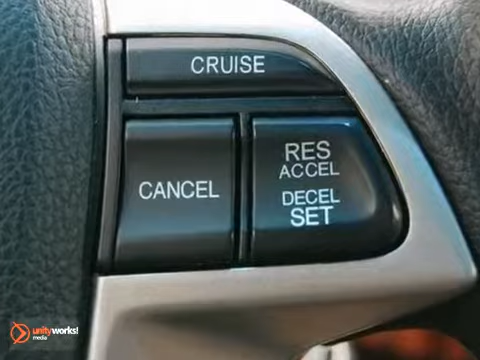 CRUISE
CANCEL
RES
ACCEL
DECEL
SET
unityworks!
media